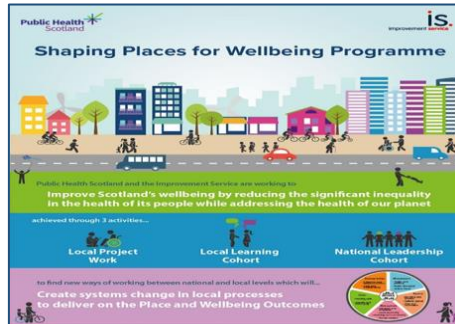 Public Health
Scotland
is.
improvement service
Shaping Places for Wellbeing Programme
Public Health Scotland and the Improvement Service are working to
Improve Scotland's wellbeing by reducing the significant inequality
in the health of its people while addressing the health of our planet
achieved through 3 activities...
Local Project
Work
Local Learning
Cohort
National Leadership
Cohort
to find new ways of working between national and local levels which will...
Create systems change in local processes
to deliver on the Place and Wellbeing Outcomes